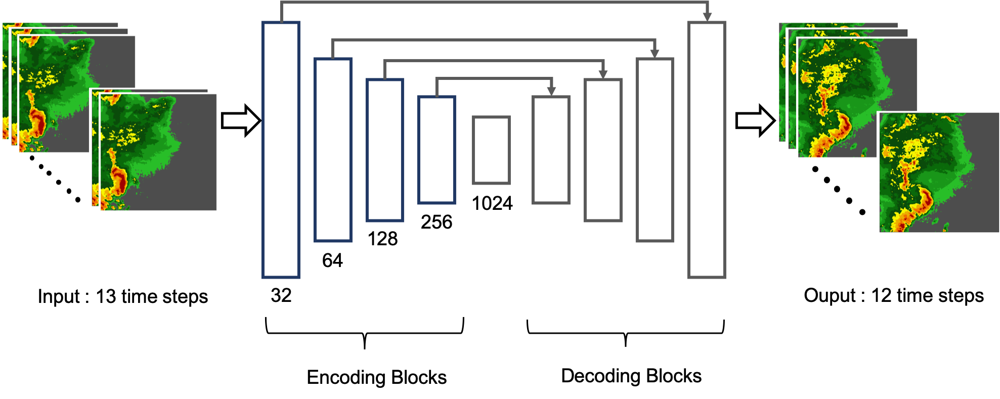 1024
256
128
64
32
Input : 13 time steps
Ouput : 12 time steps
Encoding Blocks
Decoding Blocks